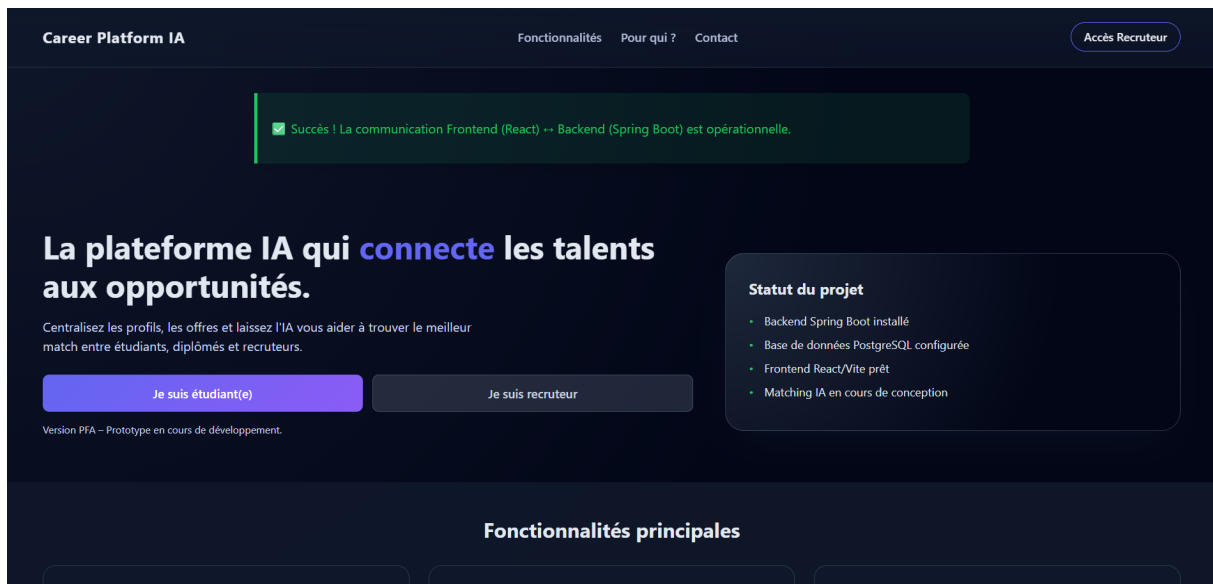 Career Platform IA
Fonctionnalités
Pour qui ?
Contact
Accès Recruteur
✅ Succès ! La communication Frontend (React) ↔ Backend (Spring Boot) est opérationnelle.
La plateforme IA qui connecte les talents
aux opportunités.
Centralisez les profils, les offres et laissez l'IA vous aider à trouver le meilleur
match entre étudiants, diplômés et recruteurs.
Je suis étudiant(e)
Je suis recruteur
Version PFA – Prototype en cours de développement.
Statut du projet
• Backend Spring Boot installé
• Base de données PostgreSQL configurée
• Frontend React/Vite prêt
• Matching IA en cours de conception
Fonctionnalités principales